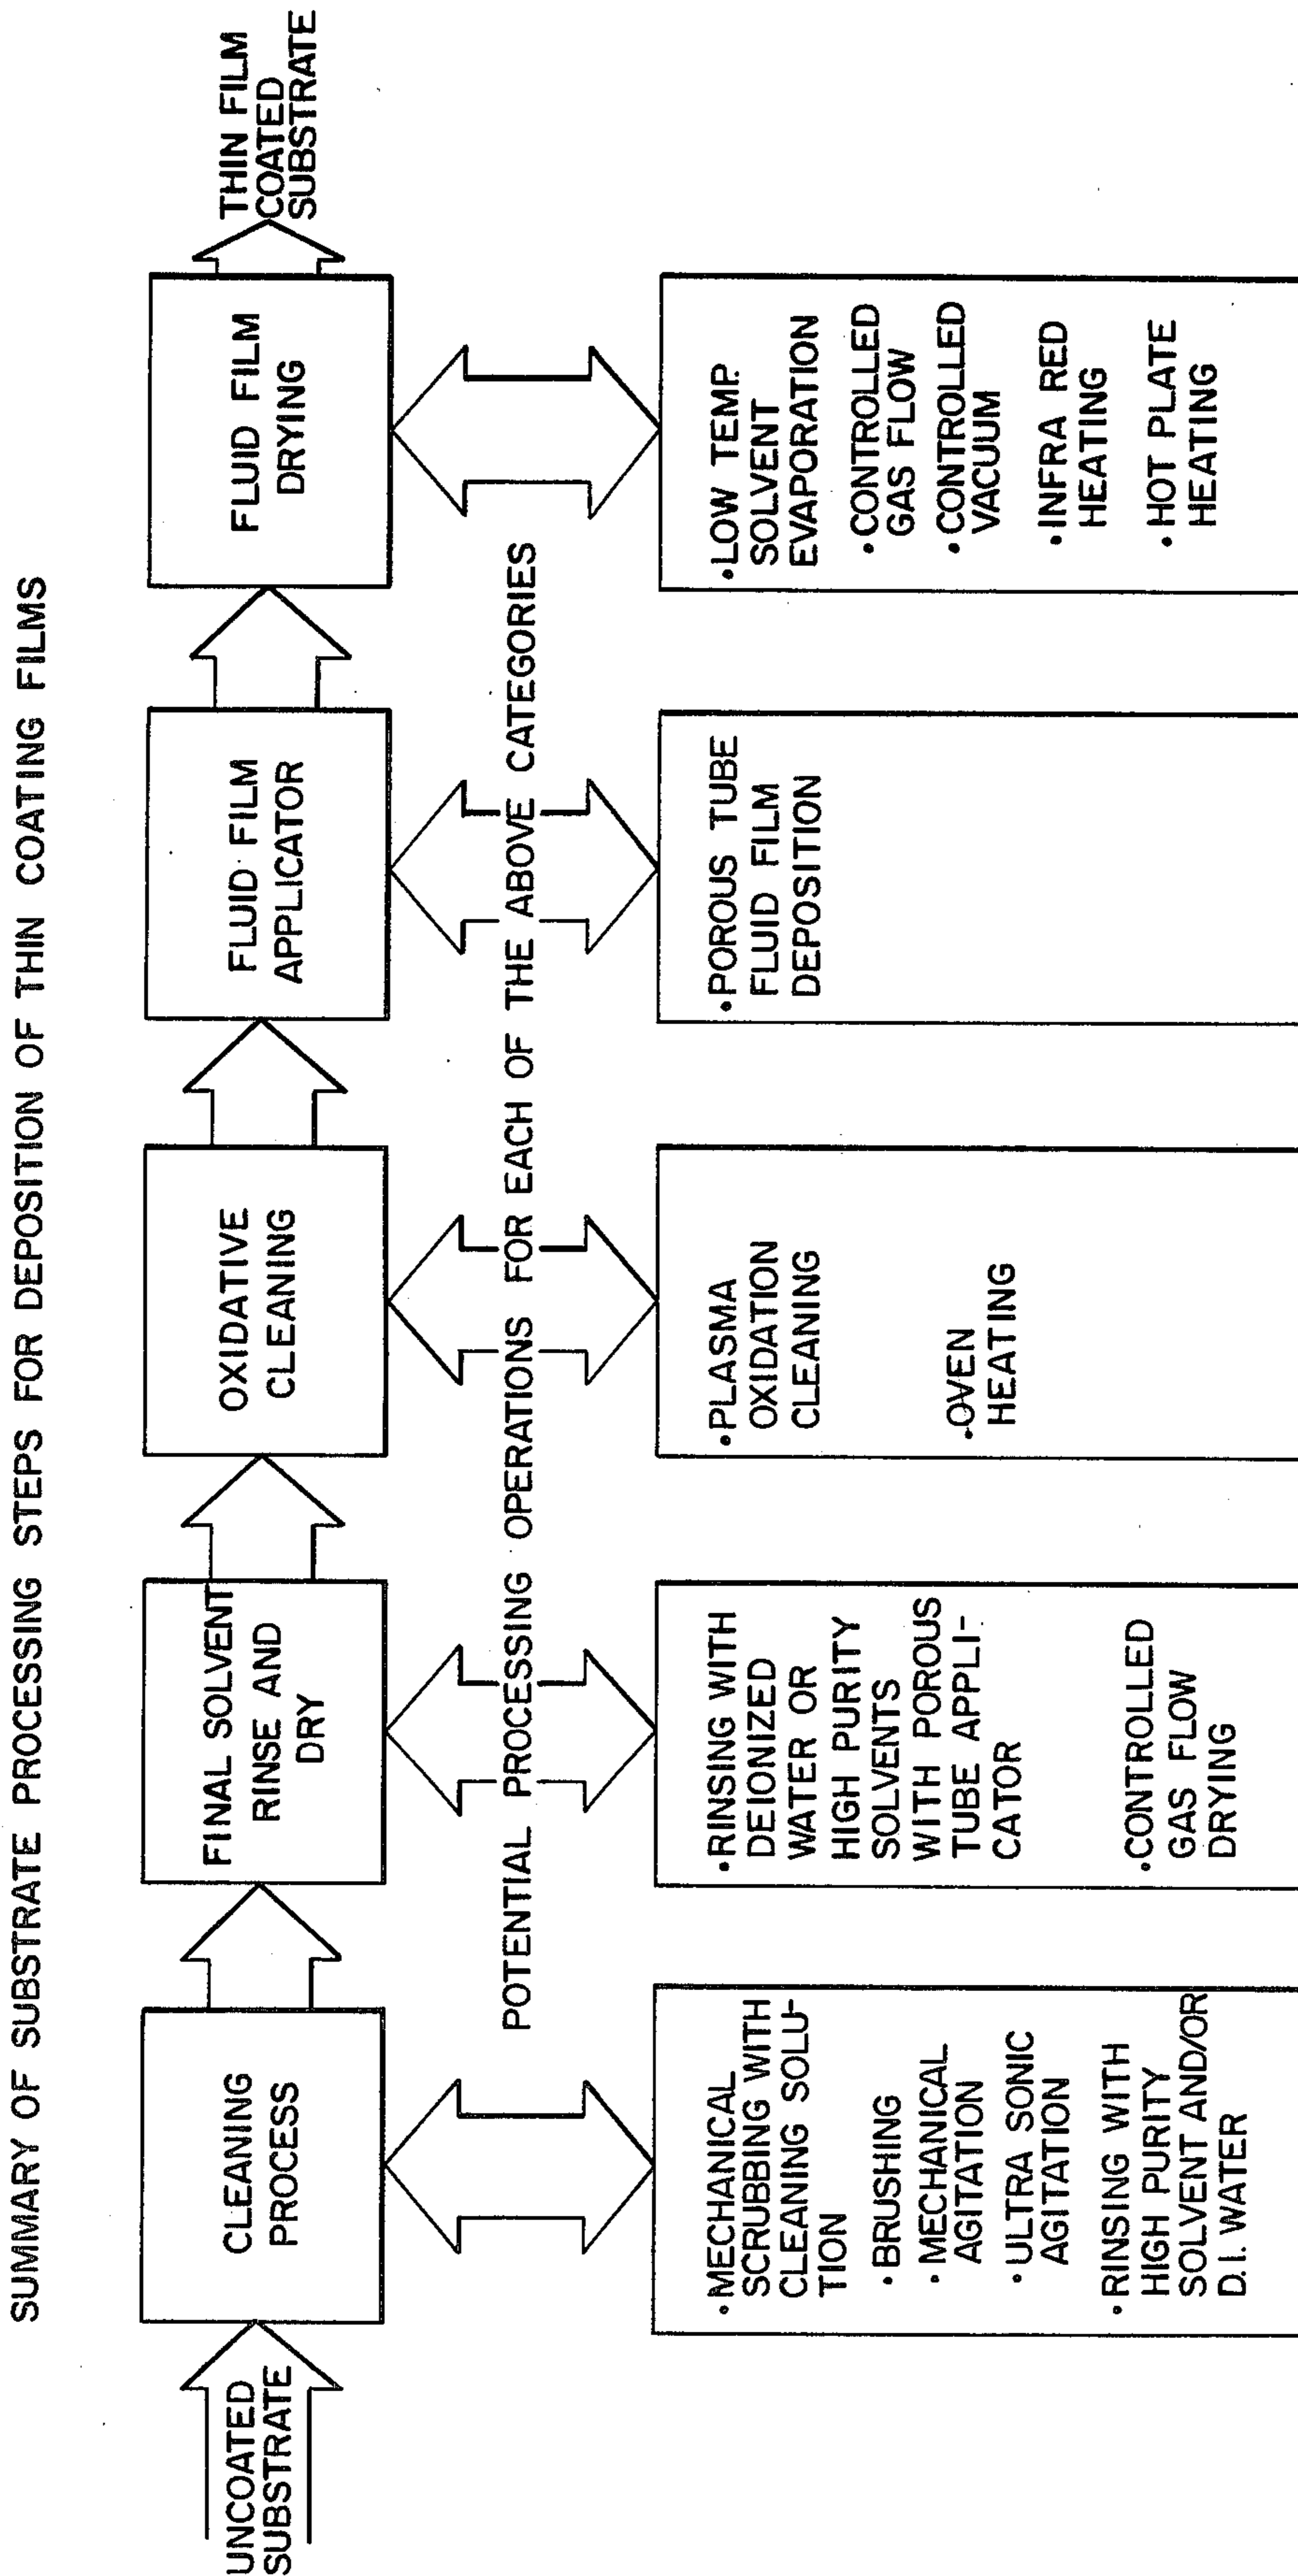 SUMMARY OF SUBSTRATE PROCESSING STEPS FOR DEPOSITION OF THIN COATING FILMS
UNCOATED
SUBSTRATE
CLEANING
PROCESS
FINAL SOLVENT
RINSE AND
DRY
OXIDATIVE
CLEANING
FLUID FILM
APPLICATOR
FLUID FILM
DRYING
THIN FILM
COATED
SUBSTRATE
POTENTIAL PROCESSING OPERATIONS FOR EACH OF THE ABOVE CATEGORIES
•MECHANICAL
SCRUBBING WITH
CLEANING SOLU-
TION
•BRUSHING
•MECHANICAL
AGITATION
•ULTRA SONIC
AGITATION
•RINSING WITH
HIGH PURITY
SOLVENT AND/OR
D.I. WATER
•RINSING WITH
DEIONIZED
WATER OR
HIGH PURITY
SOLVENTS
WITH POROUS
TUBE APPLI-
CATOR
•CONTROLLED
GAS FLOW
DRYING
•PLASMA
OXIDATION
CLEANING
•OVEN
HEATING
•POROUS TUBE
FLUID FILM
DEPOSITION
•LOW TEMP.
SOLVENT
EVAPORATION
•CONTROLLED
GAS FLOW
•CONTROLLED
VACUUM
•INFRA RED
HEATING
•HOT PLATE
HEATING